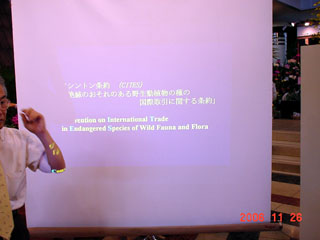 シントン条約 (CITES)
絶滅のおそれのある野生動植物の種の
国際取引に関する条約」
vention on International Trade
in Endangered Species of Wild Fauna and Flora
2008 11 26